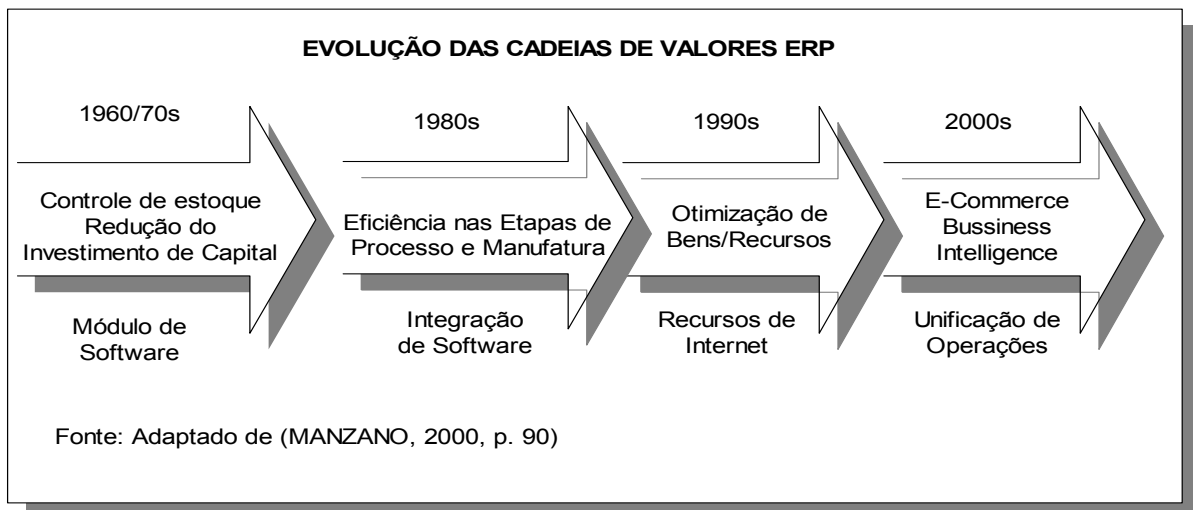 EVOLUÇÃO DAS CADEIAS DE VALORES ERP
1960/70s
Controle de estoque
Redução do
Investimento de Capital
Módulo de
Software
1980s
Eficiência nas Etapas de
Processo e Manufatura
Integração
de Software
1990s
Otimização de
Bens/Recursos
Recursos de
Internet
2000s
E-Commerce
Bussiness
Intelligence
Unificação de
Operações
Fonte: Adaptado de (MANZANO, 2000, p. 90)